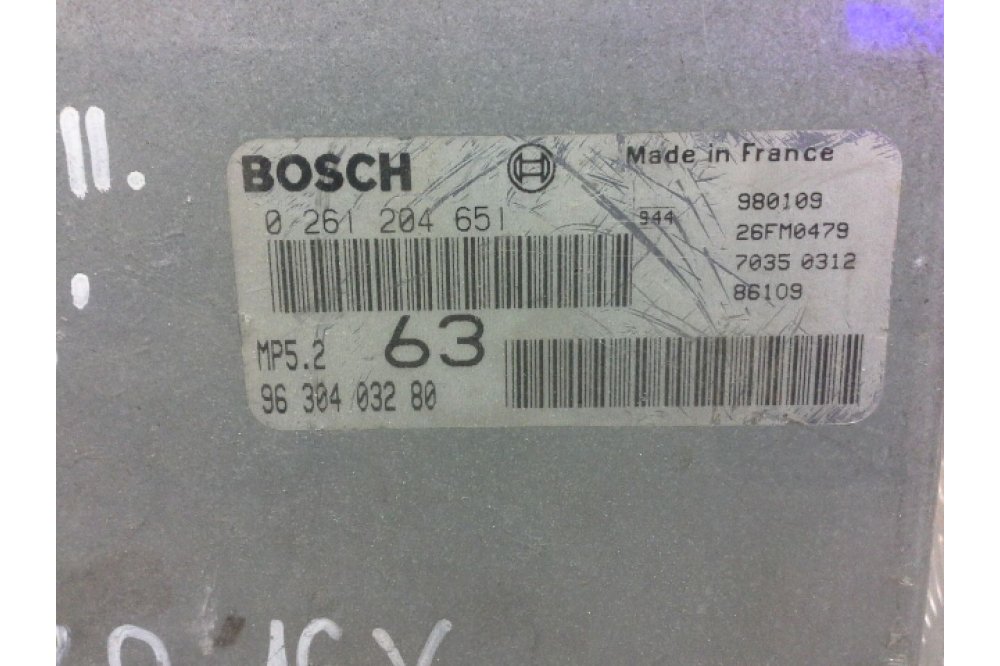 BOSCH
Made in France
0 261 204 651
944
980109
26FM0479
7035 0312
86109
MP5.2
63
96 304 032 80